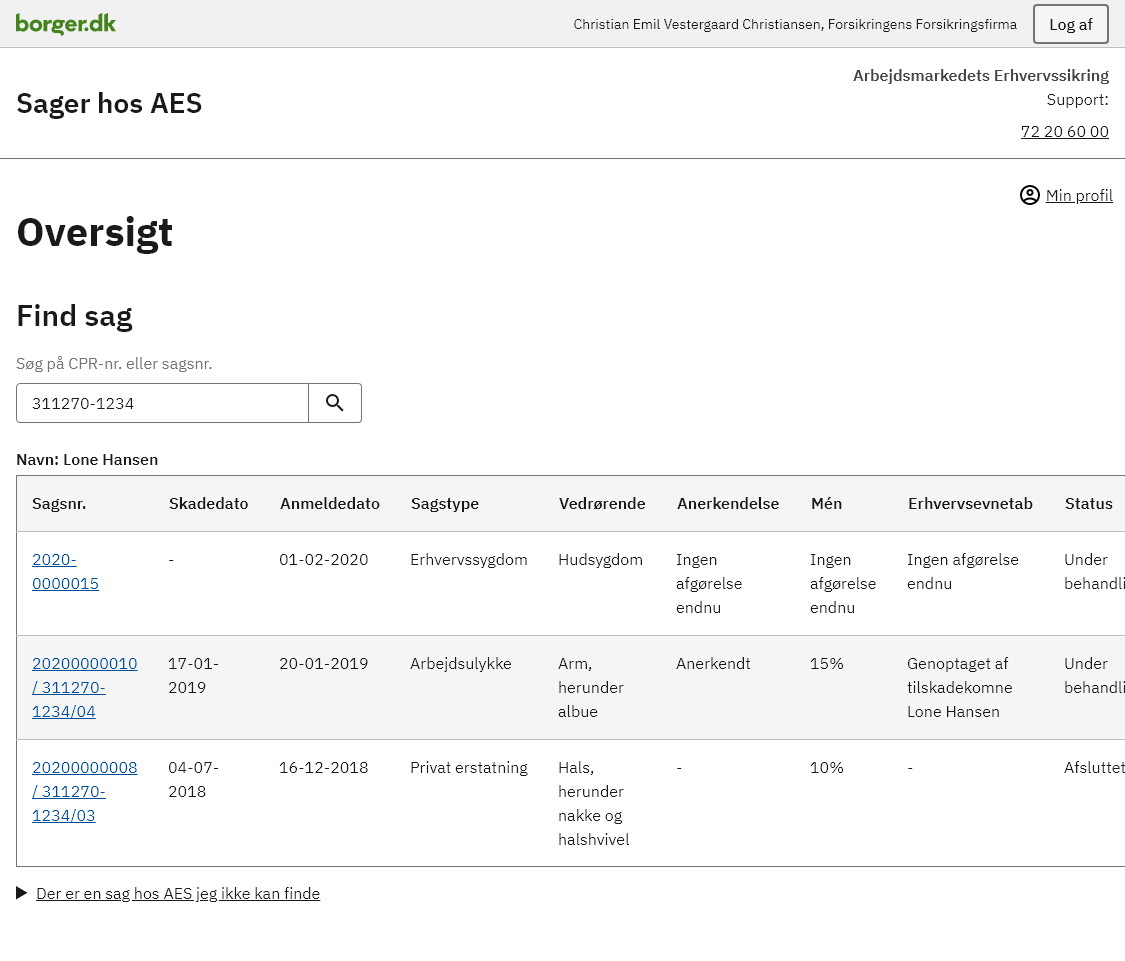 borger.dk
Christian Emil Vestergaard Christiansen, Forsikringens Forsikringsfirma
Log af
Sager hos AES
Arbejdsmarkedets Erhvervssikring
Support:
72 20 60 00
Min profil
Oversigt
Find sag
Søg på CPR-nr. eller sagsnr.
311270-1234
Navn: Lone Hansen
Sagsnr. Skadedato Anmeldedato Sagstype Vedrørende Anerkendelse Mén Erhvervsevnetab Status
2020- - 01-02-2020 Erhvervssygdom Hudsygdom Ingen Ingen Ingen afgørelse Under
0000015 afgørelse afgørelse endnu behandli
endnu endnu
20200000010 17-01- 20-01-2019 Arbejdsulykke Arm, Anerkendt 15% Genoptaget af Under
/ 311270- 2019 herunder tilskadekomne behandli
1234/04 albue Lone Hansen
20200000008 04-07- 16-12-2018 Privat erstatning Hals, - 10% - Afsluttet
/ 311270- 2018 herunder
1234/03 nakke og
halshvivel
Der er en sag hos AES jeg ikke kan finde